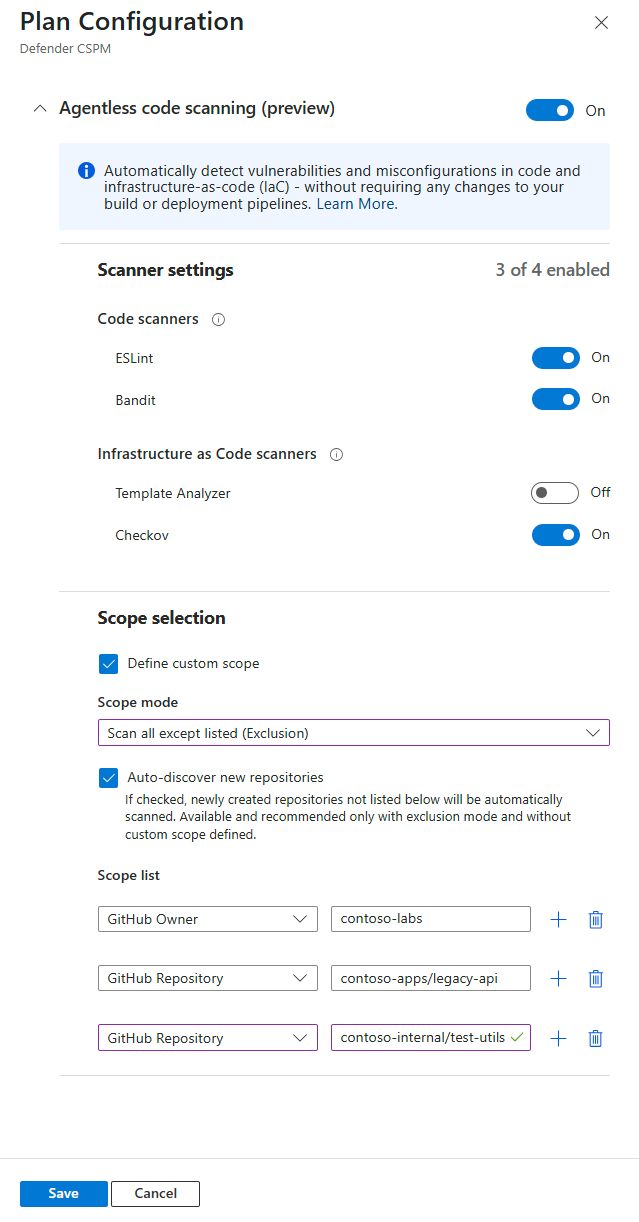 Plan Configuration
Defender CSPM
Agentless code scanning (preview)
On
Automatically detect vulnerabilities and misconfigurations in code and
infrastructure-as-code (IaC) - without requiring any changes to your
build or deployment pipelines. Learn More.
Scanner settings
3 of 4 enabled
Code scanners
ESLint
On
Bandit
On
Infrastructure as Code scanners
Template Analyzer
Off
Checkov
On
Scope selection
Define custom scope
Scope mode
Scan all except listed (Exclusion)
Auto-discover new repositories
If checked, newly created repositories not listed below will be automatically
scanned. Available and recommended only with exclusion mode and without
custom scope defined.
Scope list
GitHub Owner
contoso-labs
GitHub Repository
contoso-apps/legacy-api
GitHub Repository
contoso-internal/test-utils
Save
Cancel